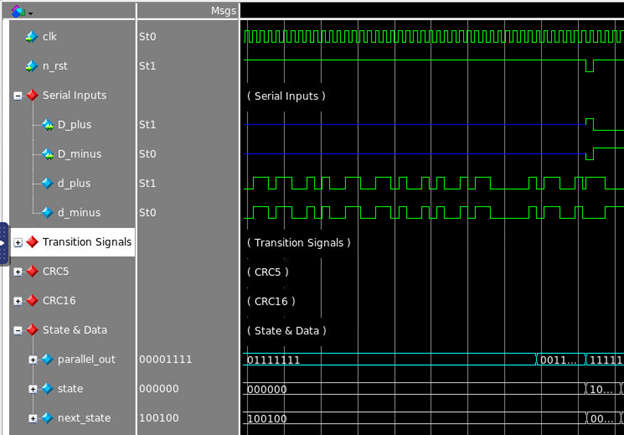 Msgs
clk St0
n_rst St1
Serial Inputs ( Serial Inputs )
D_plus St1
D_minus St0
d_plus St1
d_minus St0
Transition Signals ( Transition Signals )
CRC5 ( CRC5 )
CRC16 ( CRC16 )
State & Data ( State & Data )
parallel_out 00001111 01111111 0011... 11111
state 000000 000000 10...
next_state 100100 100100 00...